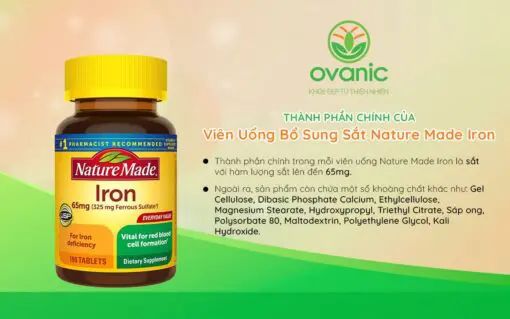 ovanic
KHỎE ĐẸP TỪ THIÊN NHIÊN
THÀNH PHẦN CHÍNH CỦA
Viên Uống Bổ Sung Sắt Nature Made Iron
Thành phần chính trong mỗi viên uống Nature Made Iron là sắt
với hàm lượng sắt lên đến 65mg.
Ngoài ra, sản phẩm còn chứa một số khoáng chất khác như: Gel
Cellulose, Dibasic Phosphate Calcium, Ethylcellulose,
Magnesium Stearate, Hydroxypropyl, Triethyl Citrate, Sáp ong,
Polysorbate 80, Maltodextrin, Polyethylene Glycol, Kali
Hydroxide.
#1 PHARMACIST RECOMMENDED
Nature Made
Iron
65mg (325 mg Ferrous Sulfate)
USP
EVERYDAY VALUE
For Iron
deficiency
Vital for red blood
cell formation
TABLETS
Dietary Supplement